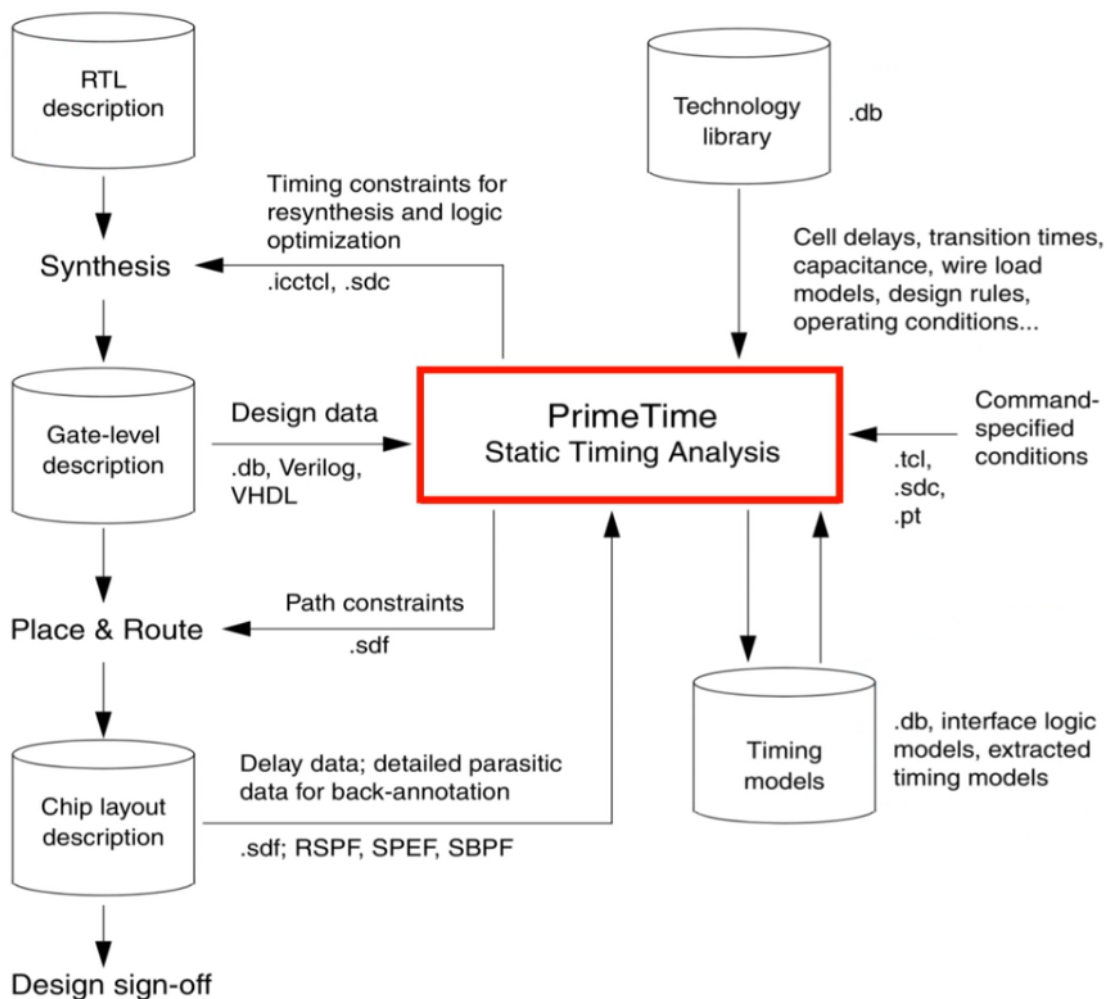 RTL
description
Technology
library
.db
Timing constraints for
resynthesis and logic
optimization
.icctcl, .sdc
Synthesis
Cell delays, transition times,
capacitance, wire load
models, design rules,
operating conditions...
Gate-level
description
Design data
.db, Verilog,
VHDL
PrimeTime
Static Timing Analysis
Command-
specified
conditions
.tcl,
.sdc,
.pt
Path constraints
.sdf
Place & Route
Timing
models
.db, interface logic
models, extracted
timing models
Chip layout
description
Delay data; detailed parasitic
data for back-annotation
.sdf; RSPF, SPEF, SBPF
Design sign-off